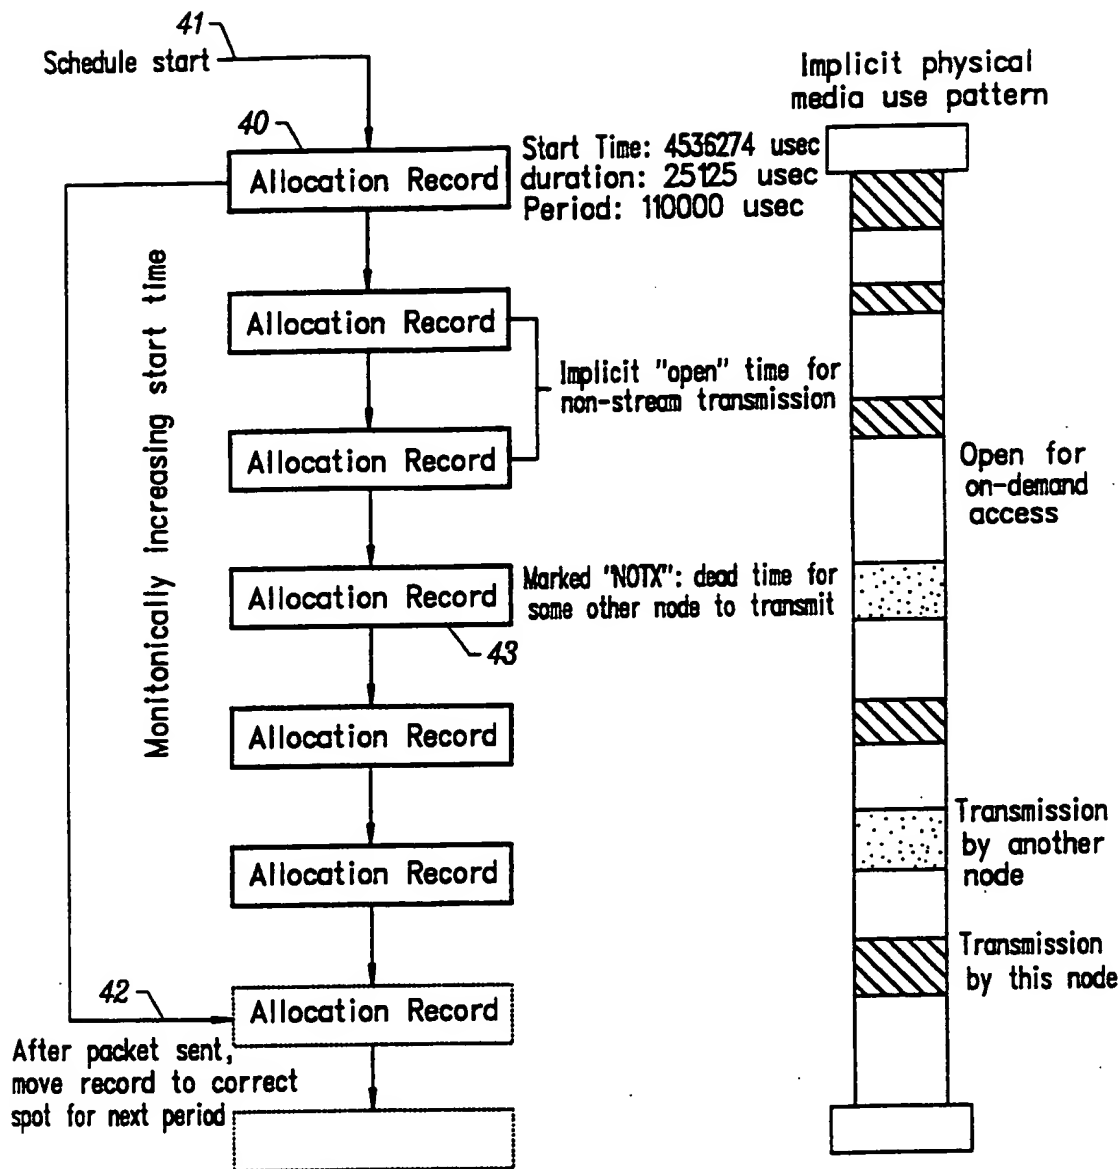 41
Schedule start
Implicit physical
media use pattern
40
Allocation Record
Start Time: 4536274 usec
duration: 25125 usec
Period: 110000 usec
Monitonically increasing start time
Allocation Record
Implicit "open" time for
non-stream transmission
Allocation Record
Open for
on-demand
access
Allocation Record
Marked "NOTX": dead time for
some other node to transmit
43
Allocation Record
Allocation Record
Transmission
by another
node
Transmission
by this node
42
Allocation Record
After packet sent,
move record to correct
spot for next period